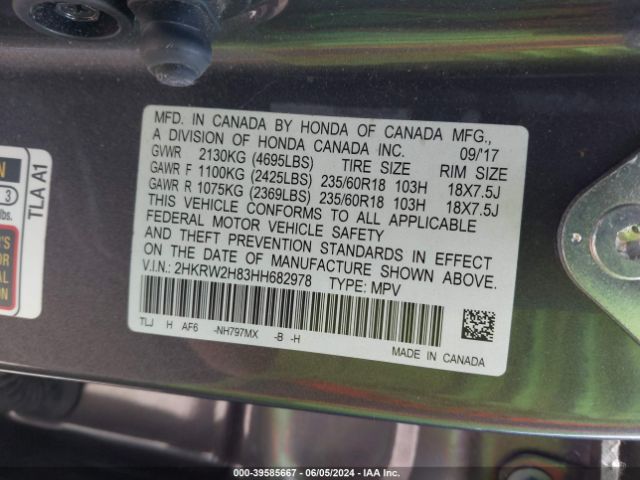 MFD. IN CANADA BY HONDA OF CANADA MFG.,
A DIVISION OF HONDA CANADA INC. 09/'17
GVWR 2130KG (4695LBS) TIRE SIZE RIM SIZE
GAWR F 1100KG (2425LBS) 235/60R18 103H 18X7.5J
GAWR R 1075KG (2369LBS) 235/60R18 103H 18X7.5J
THIS VEHICLE CONFORMS TO ALL APPLICABLE
FEDERAL MOTOR VEHICLE SAFETY
AND THEFT PREVENTION STANDARDS IN EFFECT
ON THE DATE OF MANUFACTURE SHOWN ABOVE.
V.I.N.: 2HKRW2H83HH682978 TYPE: MPV
TLJ H AF6 -NH797MX -B -H
MADE IN CANADA
TLA A1
N
3
lbs.
'S
000-39585667 - 06/05/2024 - IAA Inc.